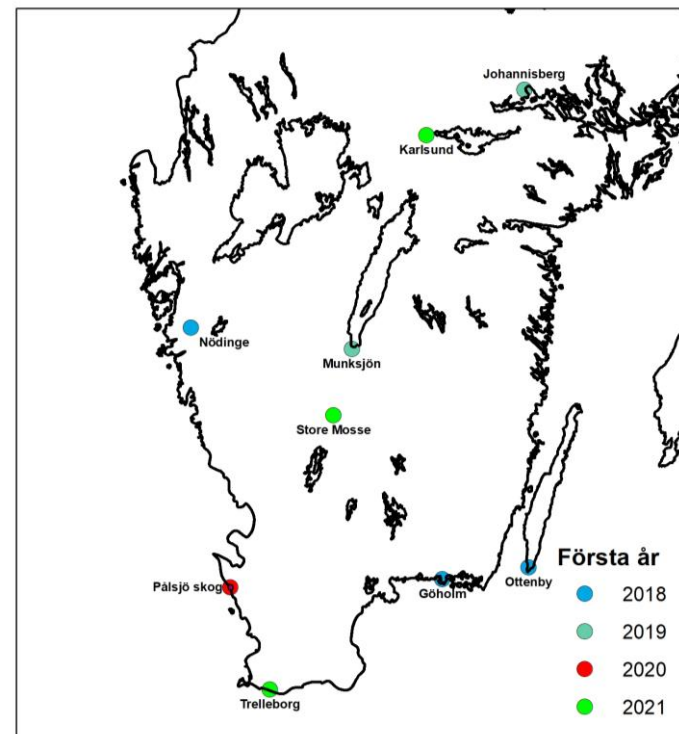 Johannisberg
Karlsund
Nödinge
Munksjön
Store Mosse
Pålsjö skog
Göholm
Ottenby
Trelleborg
Första år
2018
2019
2020
2021